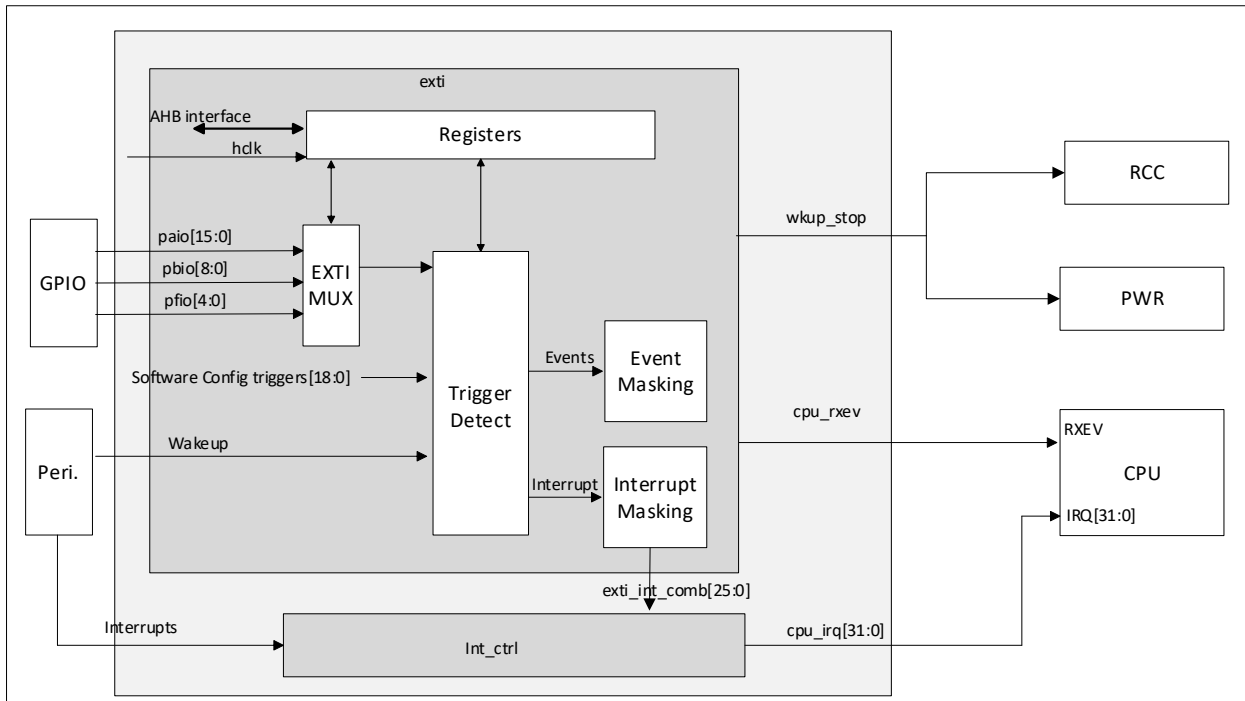 exti
AHB interface
Registers
hclk
RCC
wkup_stop
paio[15:0]
pbio[8:0]
pfio[4:0]
GPIO
EXTI
MUX
PWR
Events
Event
Masking
Software Config triggers[18:0]
Trigger
Detect
cpu_rxev
RXEV
Wakeup
Peri.
CPU
Interrupt
Interrupt
Masking
IRQ[31:0]
exti_int_comb[25:0]
Interrupts
Int_ctrl
cpu_irq[31:0]